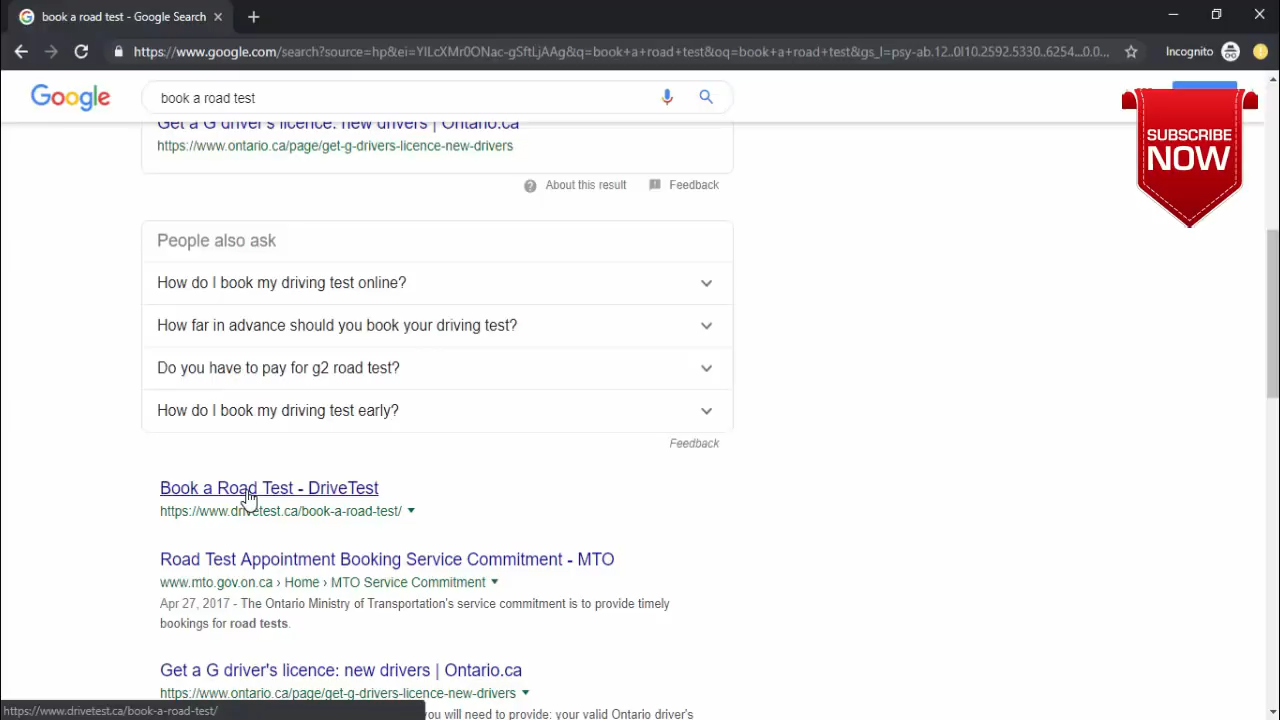 book a road test - Google Search
https://www.google.com/search?source=hp&ei=YILcXMr0ONac-gSftLjAAg&q=book+a+road+test&oq=book+a+road+test&gs_l=psy-ab.12..0l10.2592.5330..6254...0.0...
Incognito
Google
book a road test
SUBSCRIBE
NOW
Get a G driver's licence: new drivers | Ontario.ca
https://www.ontario.ca/page/get-g-drivers-licence-new-drivers
About this result
Feedback
People also ask
How do I book my driving test online?
How far in advance should you book your driving test?
Do you have to pay for g2 road test?
How do I book my driving test early?
Feedback
Book a Road Test - DriveTest
https://www.drivetest.ca/book-a-road-test/
Road Test Appointment Booking Service Commitment - MTO
www.mto.gov.on.ca › Home › MTO Service Commitment
Apr 27, 2017 - The Ontario Ministry of Transportation's service commitment is to provide timely
bookings for road tests.
Get a G driver's licence: new drivers | Ontario.ca
https://www.ontario.ca/page/get-g-drivers-licence-new-drivers
you will need to provide: your valid Ontario driver's
https://www.drivetest.ca/book-a-road-test/